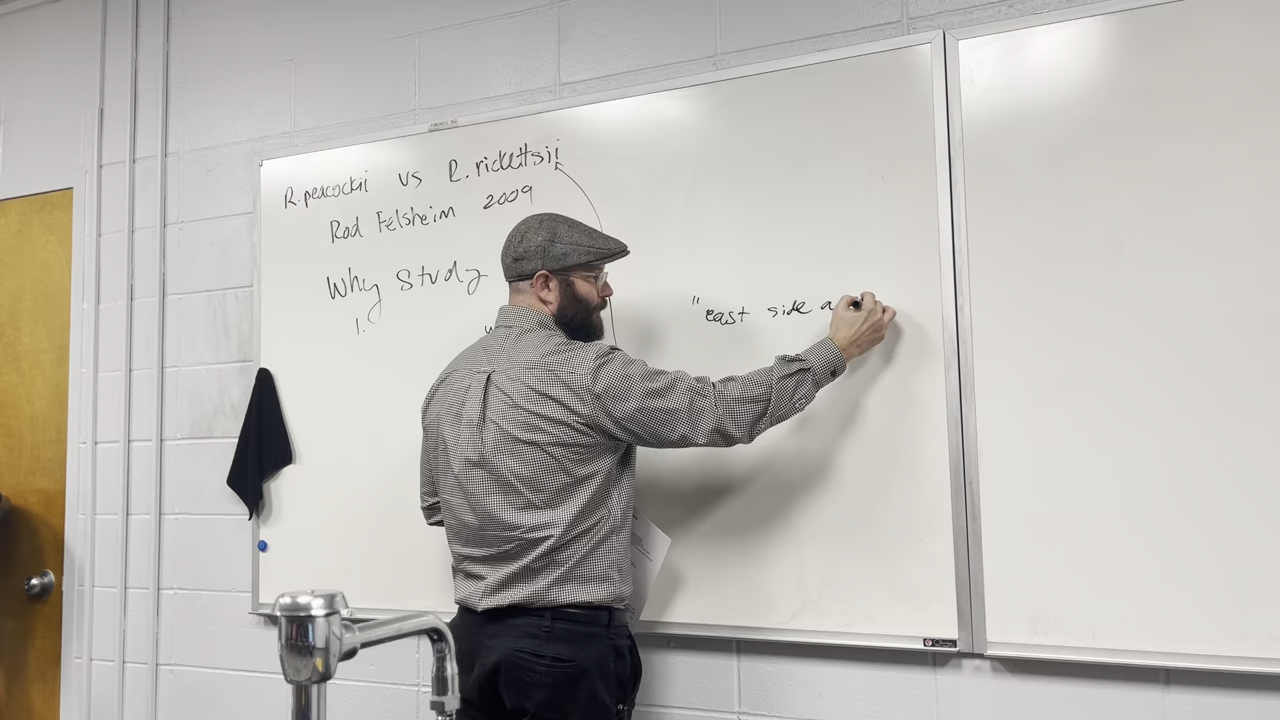 R.peacockii vs R.rickettsii
Rod Felsheim 2009
Why Study
1.
"east side a